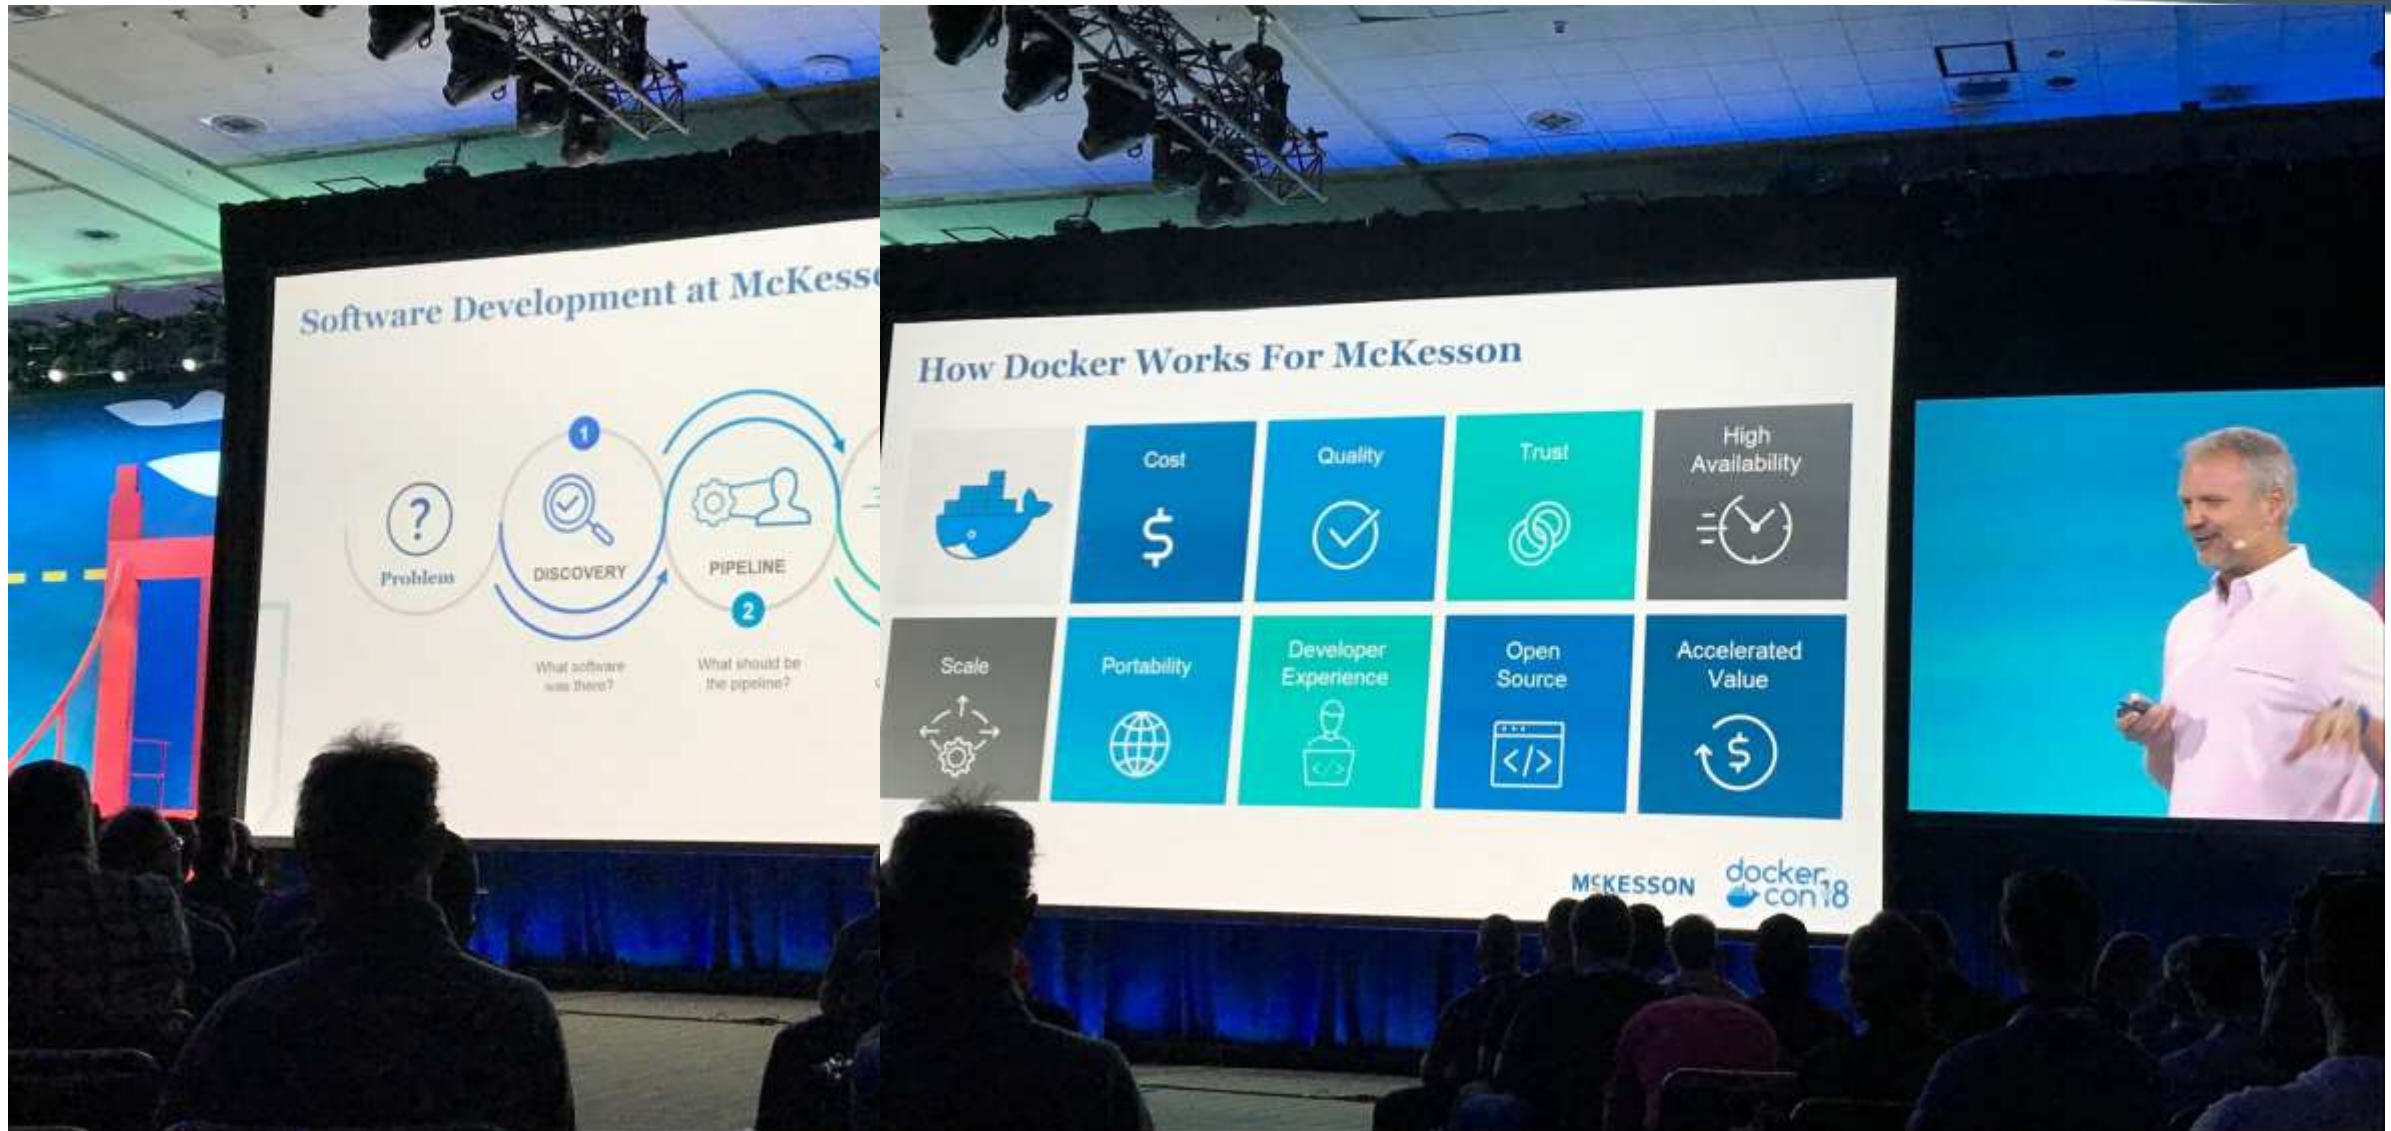 Software Development at McKess
?
Problem
1
DISCOVERY
What software
was there?
PIPELINE
2
What should be
the pipeline?
How Docker Works For McKesson
Cost
$
Quality
Trust
High
Availability
Scale
Portability
Developer
Experience
</>
Open
Source
</>
Accelerated
Value
$
MCKESSON
docker
con 18